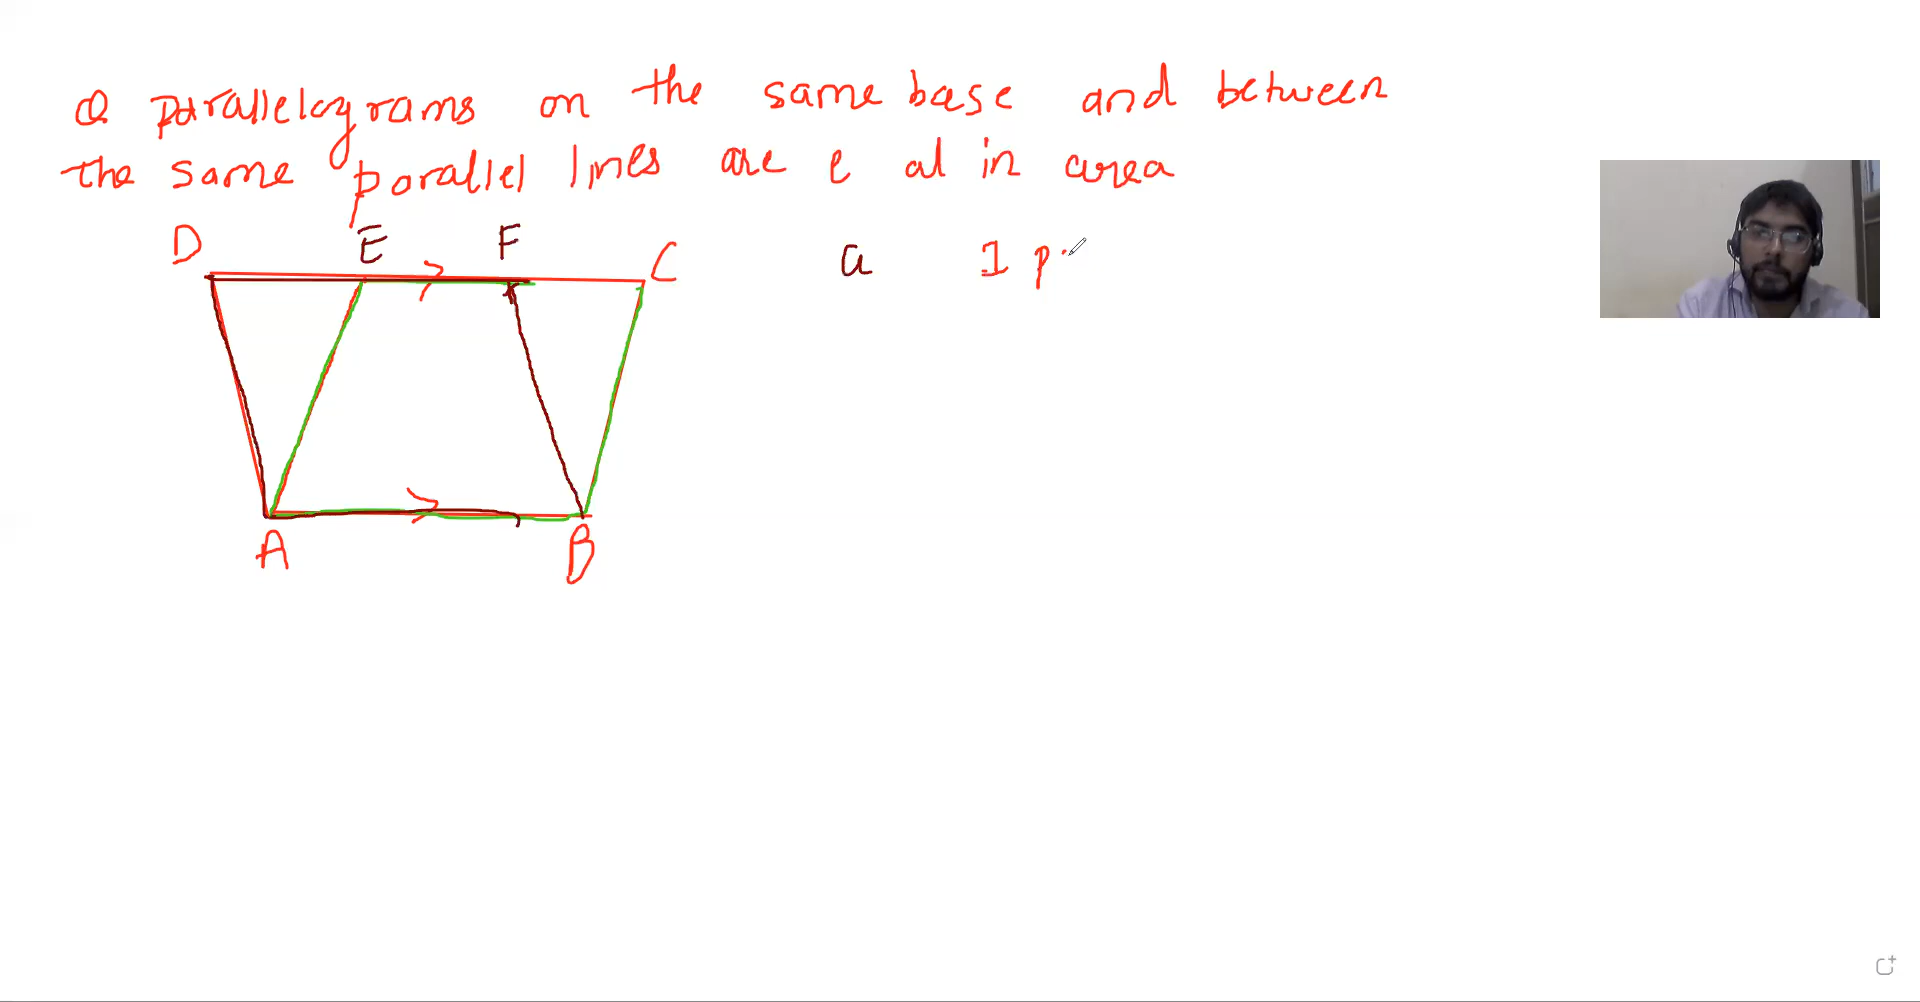 Q parallelograms on the same base and between
the same parallel lines are e al in area
D E F C
a I p
A B